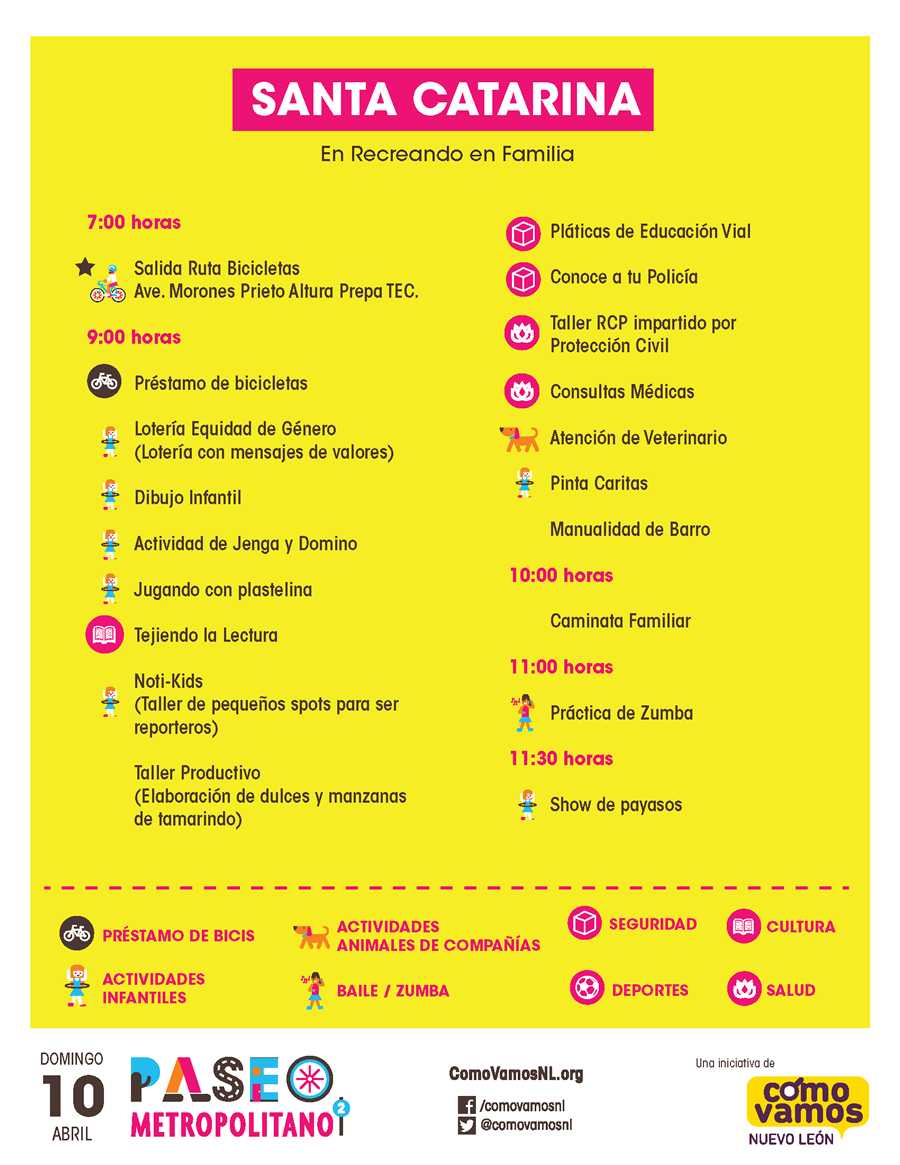 SANTA CATARINA
En Recreando en Familia
7:00 horas
Salida Ruta Bicicletas
Ave. Morones Prieto Altura Prepa TEC.
9:00 horas
Préstamo de bicicletas
Lotería Equidad de Género
(Lotería con mensajes de valores)
Dibujo Infantil
Actividad de Jenga y Domino
Jugando con plastelina
Tejiendo la Lectura
Noti-Kids
(Taller de pequeños spots para ser
reporteros)
Taller Productivo
(Elaboración de dulces y manzanas
de tamarindo)
Pláticas de Educación Vial
Conoce a tu Policía
Taller RCP impartido por
Protección Civil
Consultas Médicas
Atención de Veterinario
Pinta Caritas
Manualidad de Barro
10:00 horas
Caminata Familiar
11:00 horas
Práctica de Zumba
11:30 horas
Show de payasos
PRÉSTAMO DE BICIS
ACTIVIDADES
INFANTILES
ACTIVIDADES
ANIMALES DE COMPAÑÍAS
BAILE / ZUMBA
SEGURIDAD
DEPORTES
CULTURA
SALUD
DOMINGO
10
ABRIL
PASEO
METROPOLITANO 2
ComoVamosNL.org
/comovamosnl
@comovamosnl
Una iniciativa de
cómo
vamos
NUEVO LEÓN